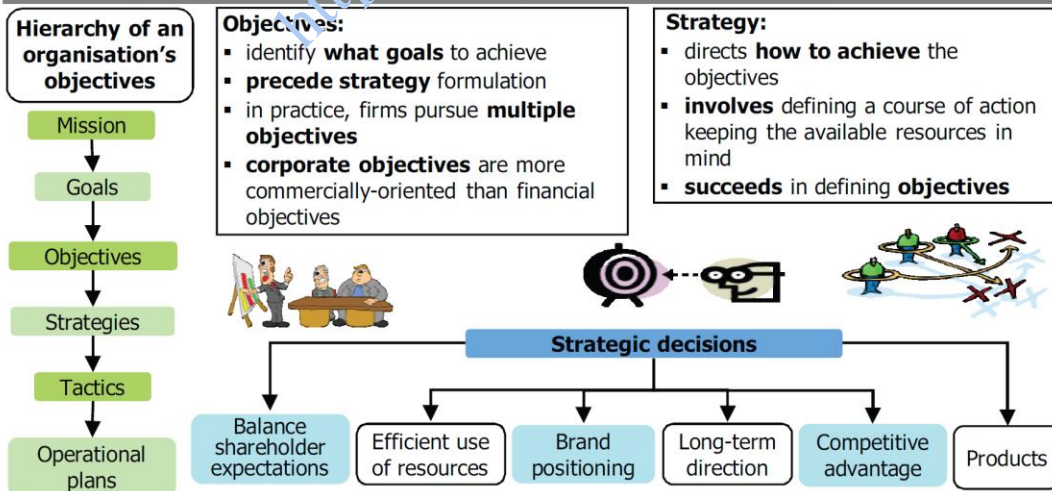 Hierarchy of an
organisation's
objectives
Mission
Goals
Objectives
Strategies
Tactics
Operational
plans
Objectives:
▪ identify what goals to achieve
▪ precede strategy formulation
▪ in practice, firms pursue multiple
objectives
▪ corporate objectives are more
commercially-oriented than financial
objectives
Strategy:
▪ directs how to achieve the
objectives
▪ involves defining a course of action
keeping the available resources in
mind
▪ succeeds in defining objectives
Strategic decisions
Balance
shareholder
expectations
Efficient use
of resources
Brand
positioning
Long-term
direction
Competitive
advantage
Products